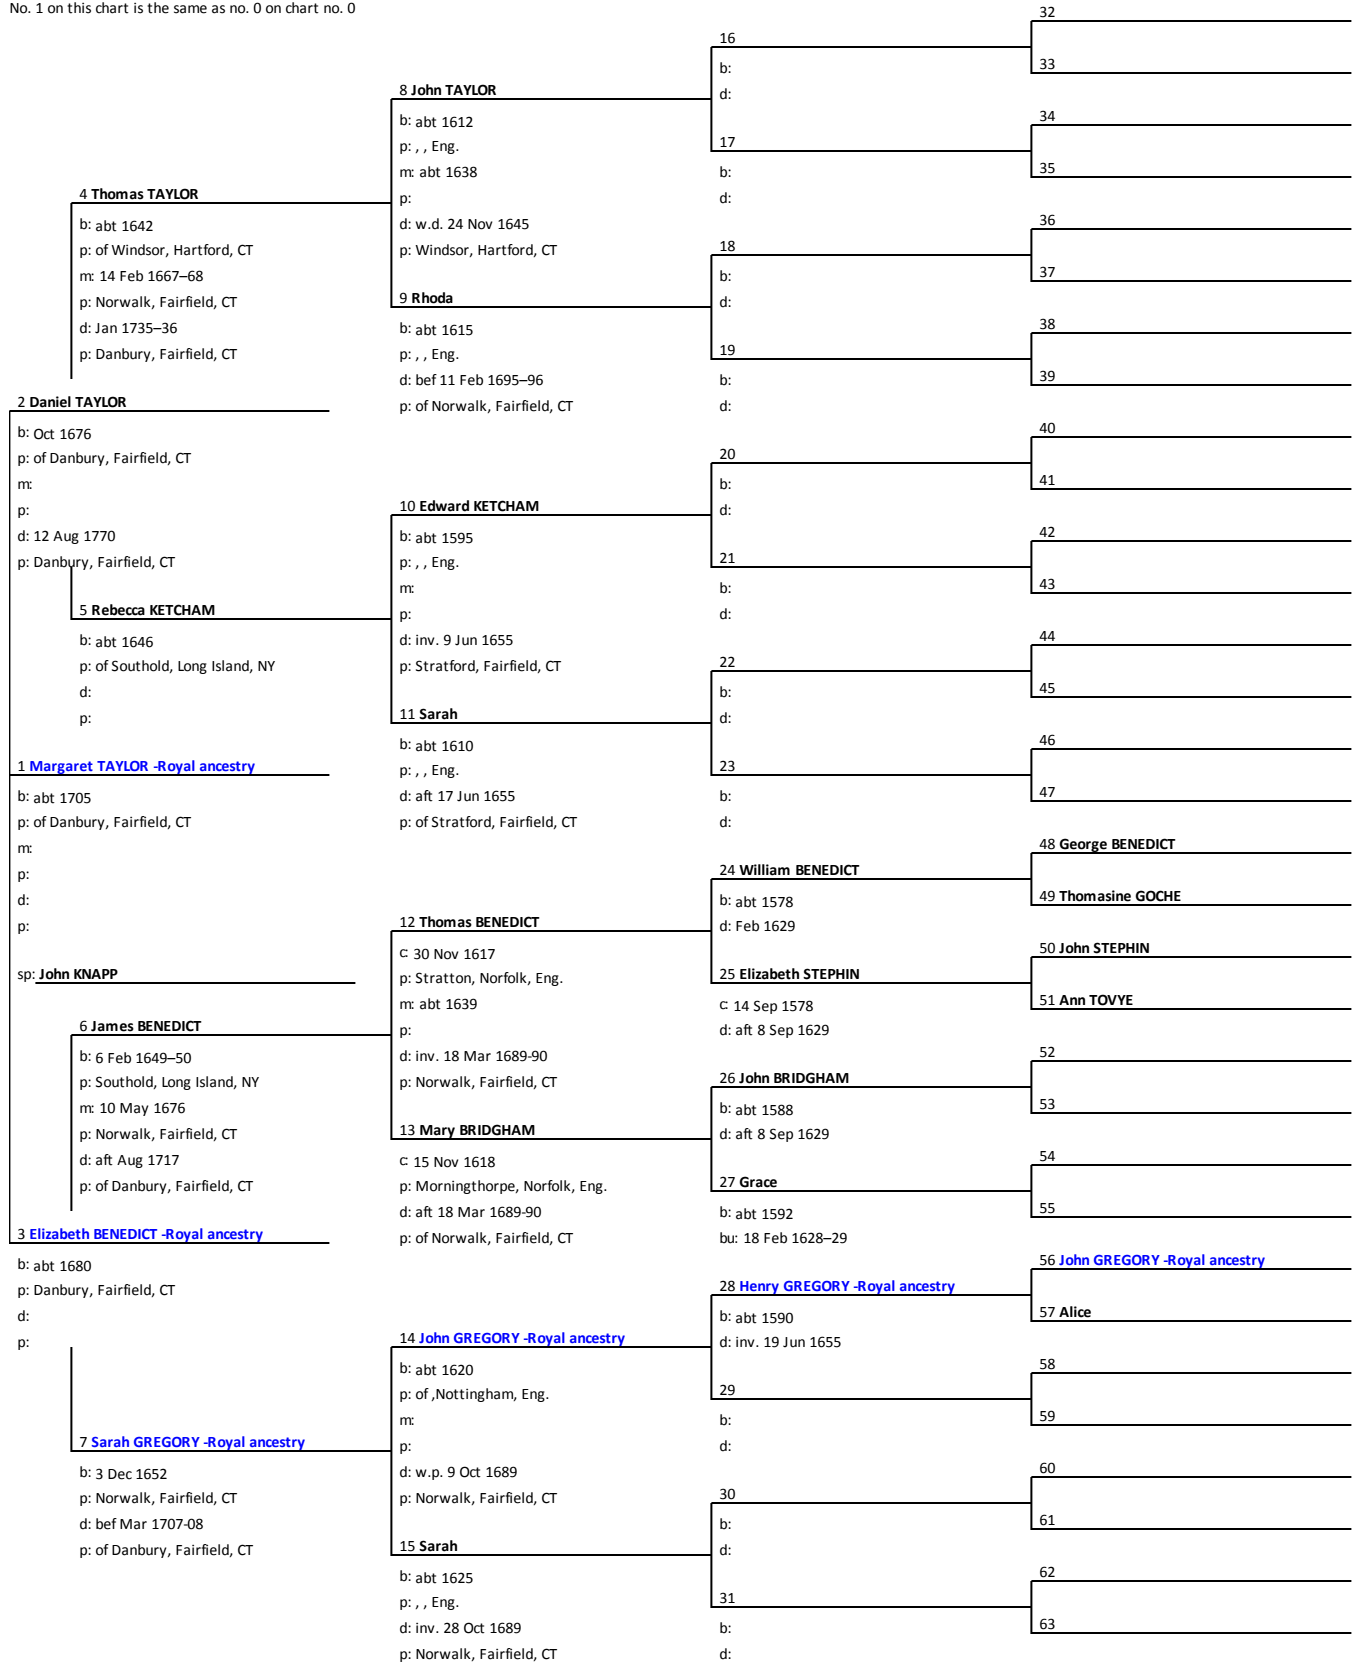 No. 1 on this chart is the same as no. 0 on chart no. 0
2 Daniel TAYLOR
b: Oct 1676
p: of Danbury, Fairfield, CT
m:
p:
d: 12 Aug 1770
p: Danbury, Fairfield, CT
1 Margaret TAYLOR -Royal ancestry
b: abt 1705
p: of Danbury, Fairfield, CT
m:
p:
d:
p:
sp: John KNAPP
3 Elizabeth BENEDICT -Royal ancestry
b: abt 1680
p: Danbury, Fairfield, CT
d:
p:
4 Thomas TAYLOR
b: abt 1642
p: of Windsor, Hartford, CT
m: 14 Feb 1667–68
p: Norwalk, Fairfield, CT
d: Jan 1735–36
p: Danbury, Fairfield, CT
5 Rebecca KETCHAM
b: abt 1646
p: of Southold, Long Island, NY
d:
p:
6 James BENEDICT
b: 6 Feb 1649–50
p: Southold, Long Island, NY
m: 10 May 1676
p: Norwalk, Fairfield, CT
d: aft Aug 1717
p: of Danbury, Fairfield, CT
7 Sarah GREGORY -Royal ancestry
b: 3 Dec 1652
p: Norwalk, Fairfield, CT
d: bef Mar 1707-08
p: of Danbury, Fairfield, CT
8 John TAYLOR
b: abt 1612
p: , , Eng.
m: abt 1638
p:
d: w.d. 24 Nov 1645
p: Windsor, Hartford, CT
9 Rhoda
b: abt 1615
p: , , Eng.
d: bef 11 Feb 1695–96
p: of Norwalk, Fairfield, CT
10 Edward KETCHAM
b: abt 1595
p: , , Eng.
m:
p:
d: inv. 9 Jun 1655
p: Stratford, Fairfield, CT
11 Sarah
b: abt 1610
p: , , Eng.
d: aft 17 Jun 1655
p: of Stratford, Fairfield, CT
12 Thomas BENEDICT
c: 30 Nov 1617
p: Stratton, Norfolk, Eng.
m: abt 1639
p:
d: inv. 18 Mar 1689-90
p: Norwalk, Fairfield, CT
13 Mary BRIDGHAM
c: 15 Nov 1618
p: Morningthorpe, Norfolk, Eng.
d: aft 18 Mar 1689-90
p: of Norwalk, Fairfield, CT
14 John GREGORY -Royal ancestry
b: abt 1620
p: of ,Nottingham, Eng.
m:
p:
d: w.p. 9 Oct 1689
p: Norwalk, Fairfield, CT
15 Sarah
b: abt 1625
p: , , Eng.
d: inv. 28 Oct 1689
p: Norwalk, Fairfield, CT
16
b:
d:
17
b:
d:
18
b:
d:
19
b:
d:
20
b:
d:
21
b:
d:
22
b:
d:
23
b:
d:
24 William BENEDICT
b: abt 1578
d: Feb 1629
25 Elizabeth STEPHIN
c: 14 Sep 1578
d: aft 8 Sep 1629
26 John BRIDGHAM
b: abt 1588
d: aft 8 Sep 1629
27 Grace
b: abt 1592
bu: 18 Feb 1628–29
28 Henry GREGORY -Royal ancestry
b: abt 1590
d: inv. 19 Jun 1655
29
b:
d:
30
b:
d:
31
b:
d:
32
33
34
35
36
37
38
39
40
41
42
43
44
45
46
47
48 George BENEDICT
49 Thomasine GOCHE
50 John STEPHIN
51 Ann TOVYE
52
53
54
55
56 John GREGORY -Royal ancestry
57 Alice
58
59
60
61
62
63